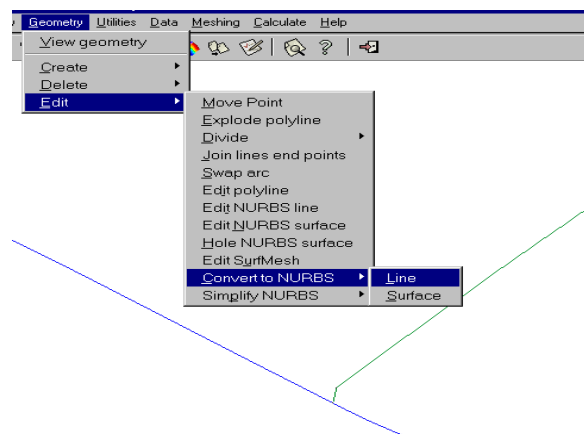 Geometry Utilities Data Meshing Calculate Help
View geometry
Create
Delete
Edit
Move Point
Explode polyline
Divide
Join lines end points
Swap arc
Edit polyline
Edit NURBS line
Edit NURBS surface
Hole NURBS surface
Edit SurfMesh
Convert to NURBS
Line
Simplify NURBS
Surface